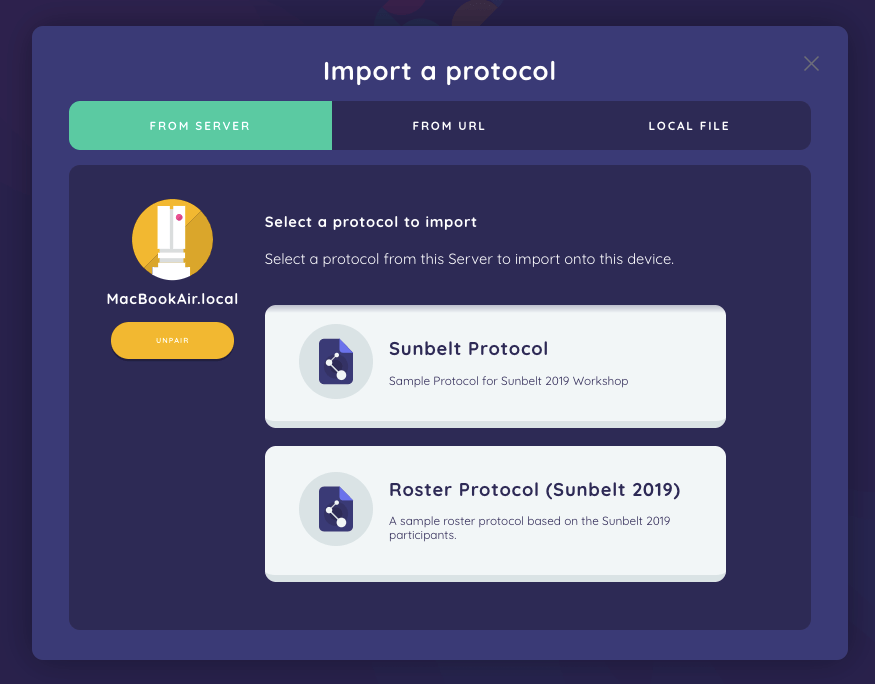 Import a protocol
FROM SERVER
FROM URL
LOCAL FILE
MacBookAir.local
UNPAIR
Select a protocol to import
Select a protocol from this Server to import onto this device.
Sunbelt Protocol
Sample Protocol for Sunbelt 2019 Workshop
Roster Protocol (Sunbelt 2019)
A sample roster protocol based on the Sunbelt 2019
participants.